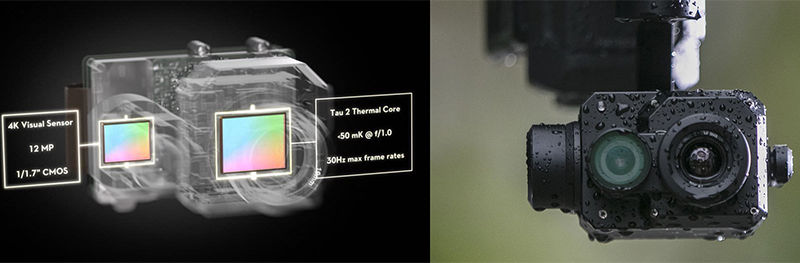 4K Visual Sensor
12 MP
1/1.7" CMOS
Tau 2 Thermal Core
<50 mK @ f/1.0
30Hz max frame rates